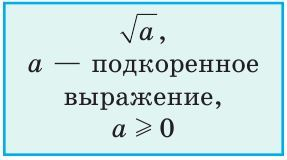 √a,
a — подкоренное
выражение,
a ⩾ 0